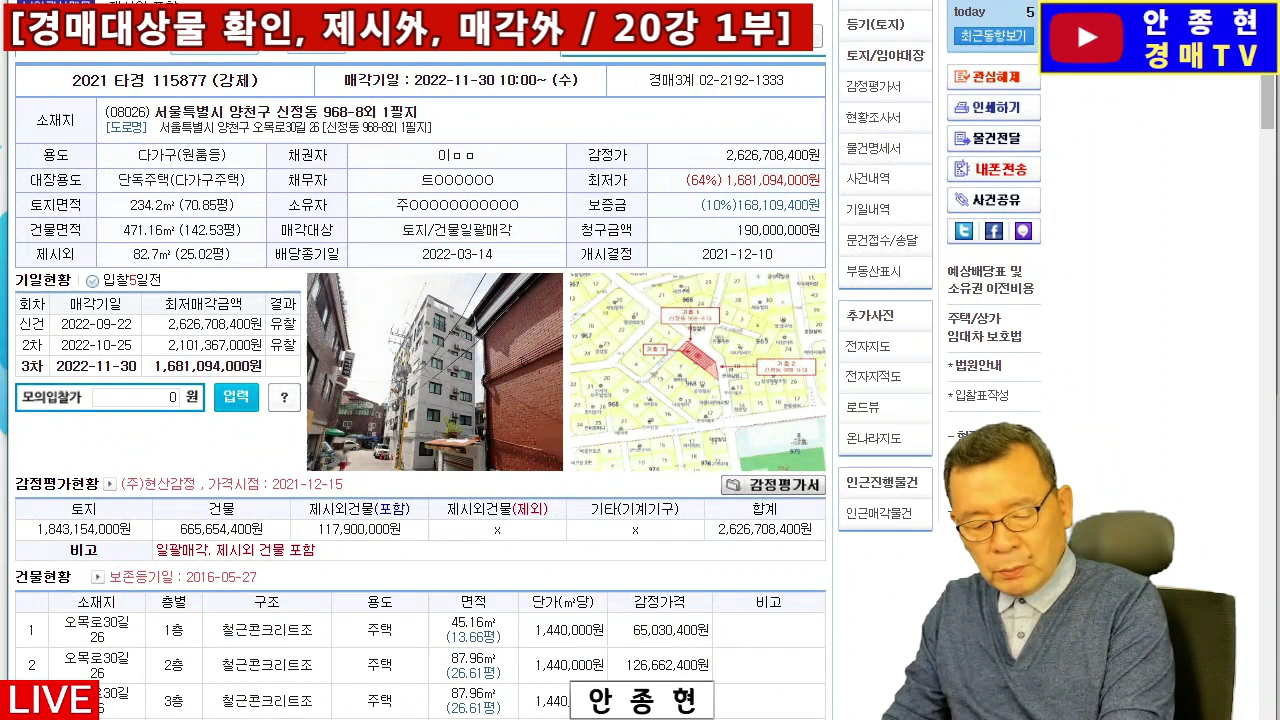 [경매대상물 확인, 제시外, 매각外 / 20강 1부]
안 종 현
경매TV
today 5
최근동향보기
2021 타경 115877 (강제)
매각기일 : 2022-11-30 10:00~ (수)
경매3계 02-2192-1333
소재지
(08026) 서울특별시 양천구 신정동 968-8외 1필지
[도로명] 서울특별시 양천구 오목로30길 26 [신정동 968-8외 1필지]
용도 다가구(원룸등) 채권자 이ㅁㅁ 감정가 2,626,708,400원
대장용도 단독주택(다가구주택) 채무자 트OOOOOO 최저가 (64%) 1,681,094,000원
토지면적 234.2㎡ (70.85평) 소유자 주OOOOOOOOOOO 보증금 (10%)168,109,400원
건물면적 471.16㎡ (142.53평) 매각대상 토지/건물일괄매각 청구금액 190,000,000원
제시외 82.7㎡ (25.02평) 배당종기일 2022-03-14 개시결정 2021-12-10
기일현황 입찰5일전
회차 매각기일 최저매각금액 결과
신건 2022-09-22 2,626,708,400원 유찰
2차 2022-10-25 2,101,367,000원 유찰
3차 2022-11-30 1,681,094,000원
모의입찰가 0 원 입력 ?
감정평가현황 (주)현산감정 , 가격시점 : 2021-12-15
감정평가서
토지 건물 제시외건물(포함) 제시외건물(제외) 기타(기계기구) 합계
1,843,154,000원 665,654,400원 117,900,000원 x x 2,626,708,400원
비고 일괄매각. 제시외 건물 포함
건물현황 보존등기일 : 2016-05-27
소재지 층별 구조 용도 면적 단가(㎡당) 감정가격 비고
1 오목로30길 26 1층 철근콘크리트조 주택 45.16㎡ (13.66평) 1,440,000원 65,030,400원
2 오목로30길 26 2층 철근콘크리트조 주택 87.96㎡ (26.61평) 1,440,000원 126,662,400원
30길 26 3층 철근콘크리트조 주택 87.96㎡ (26.61평) 1,440
등기(토지)
토지/임야대장
감정평가서
현황조사서
물건명세서
사건내역
기일내역
문건접수/송달
부동산표시
추가사진
전자지도
전자지적도
로드뷰
온나라지도
인근진행물건
인근매각물건
관심해제
인쇄하기
물건전달
내폰전송
사건공유
예상배당표 및
소유권 이전비용
주택/상가
임대차 보호법
* 법원안내
* 입찰표작성
LIVE
안 종 현